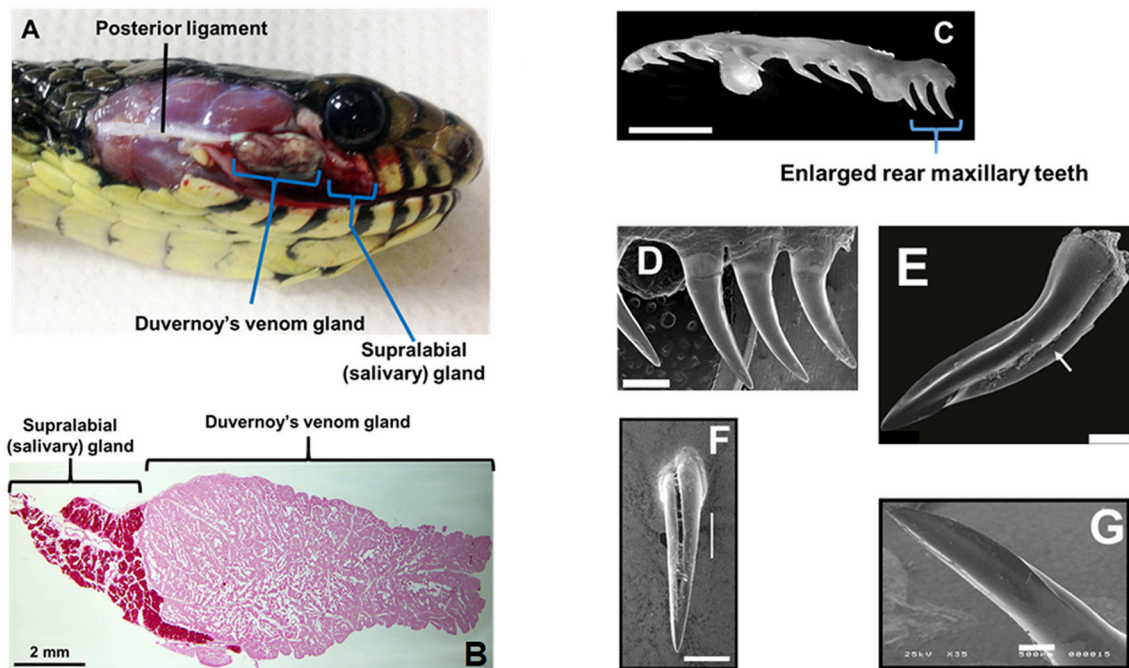 A
Posterior ligament
Duvernoy's venom gland
Supralabial
(salivary) gland
Supralabial
(salivary) gland
Duvernoy's venom gland
2 mm
B
C
Enlarged rear maxillary teeth
D
E
F
G
25kV X35 500µm 000015